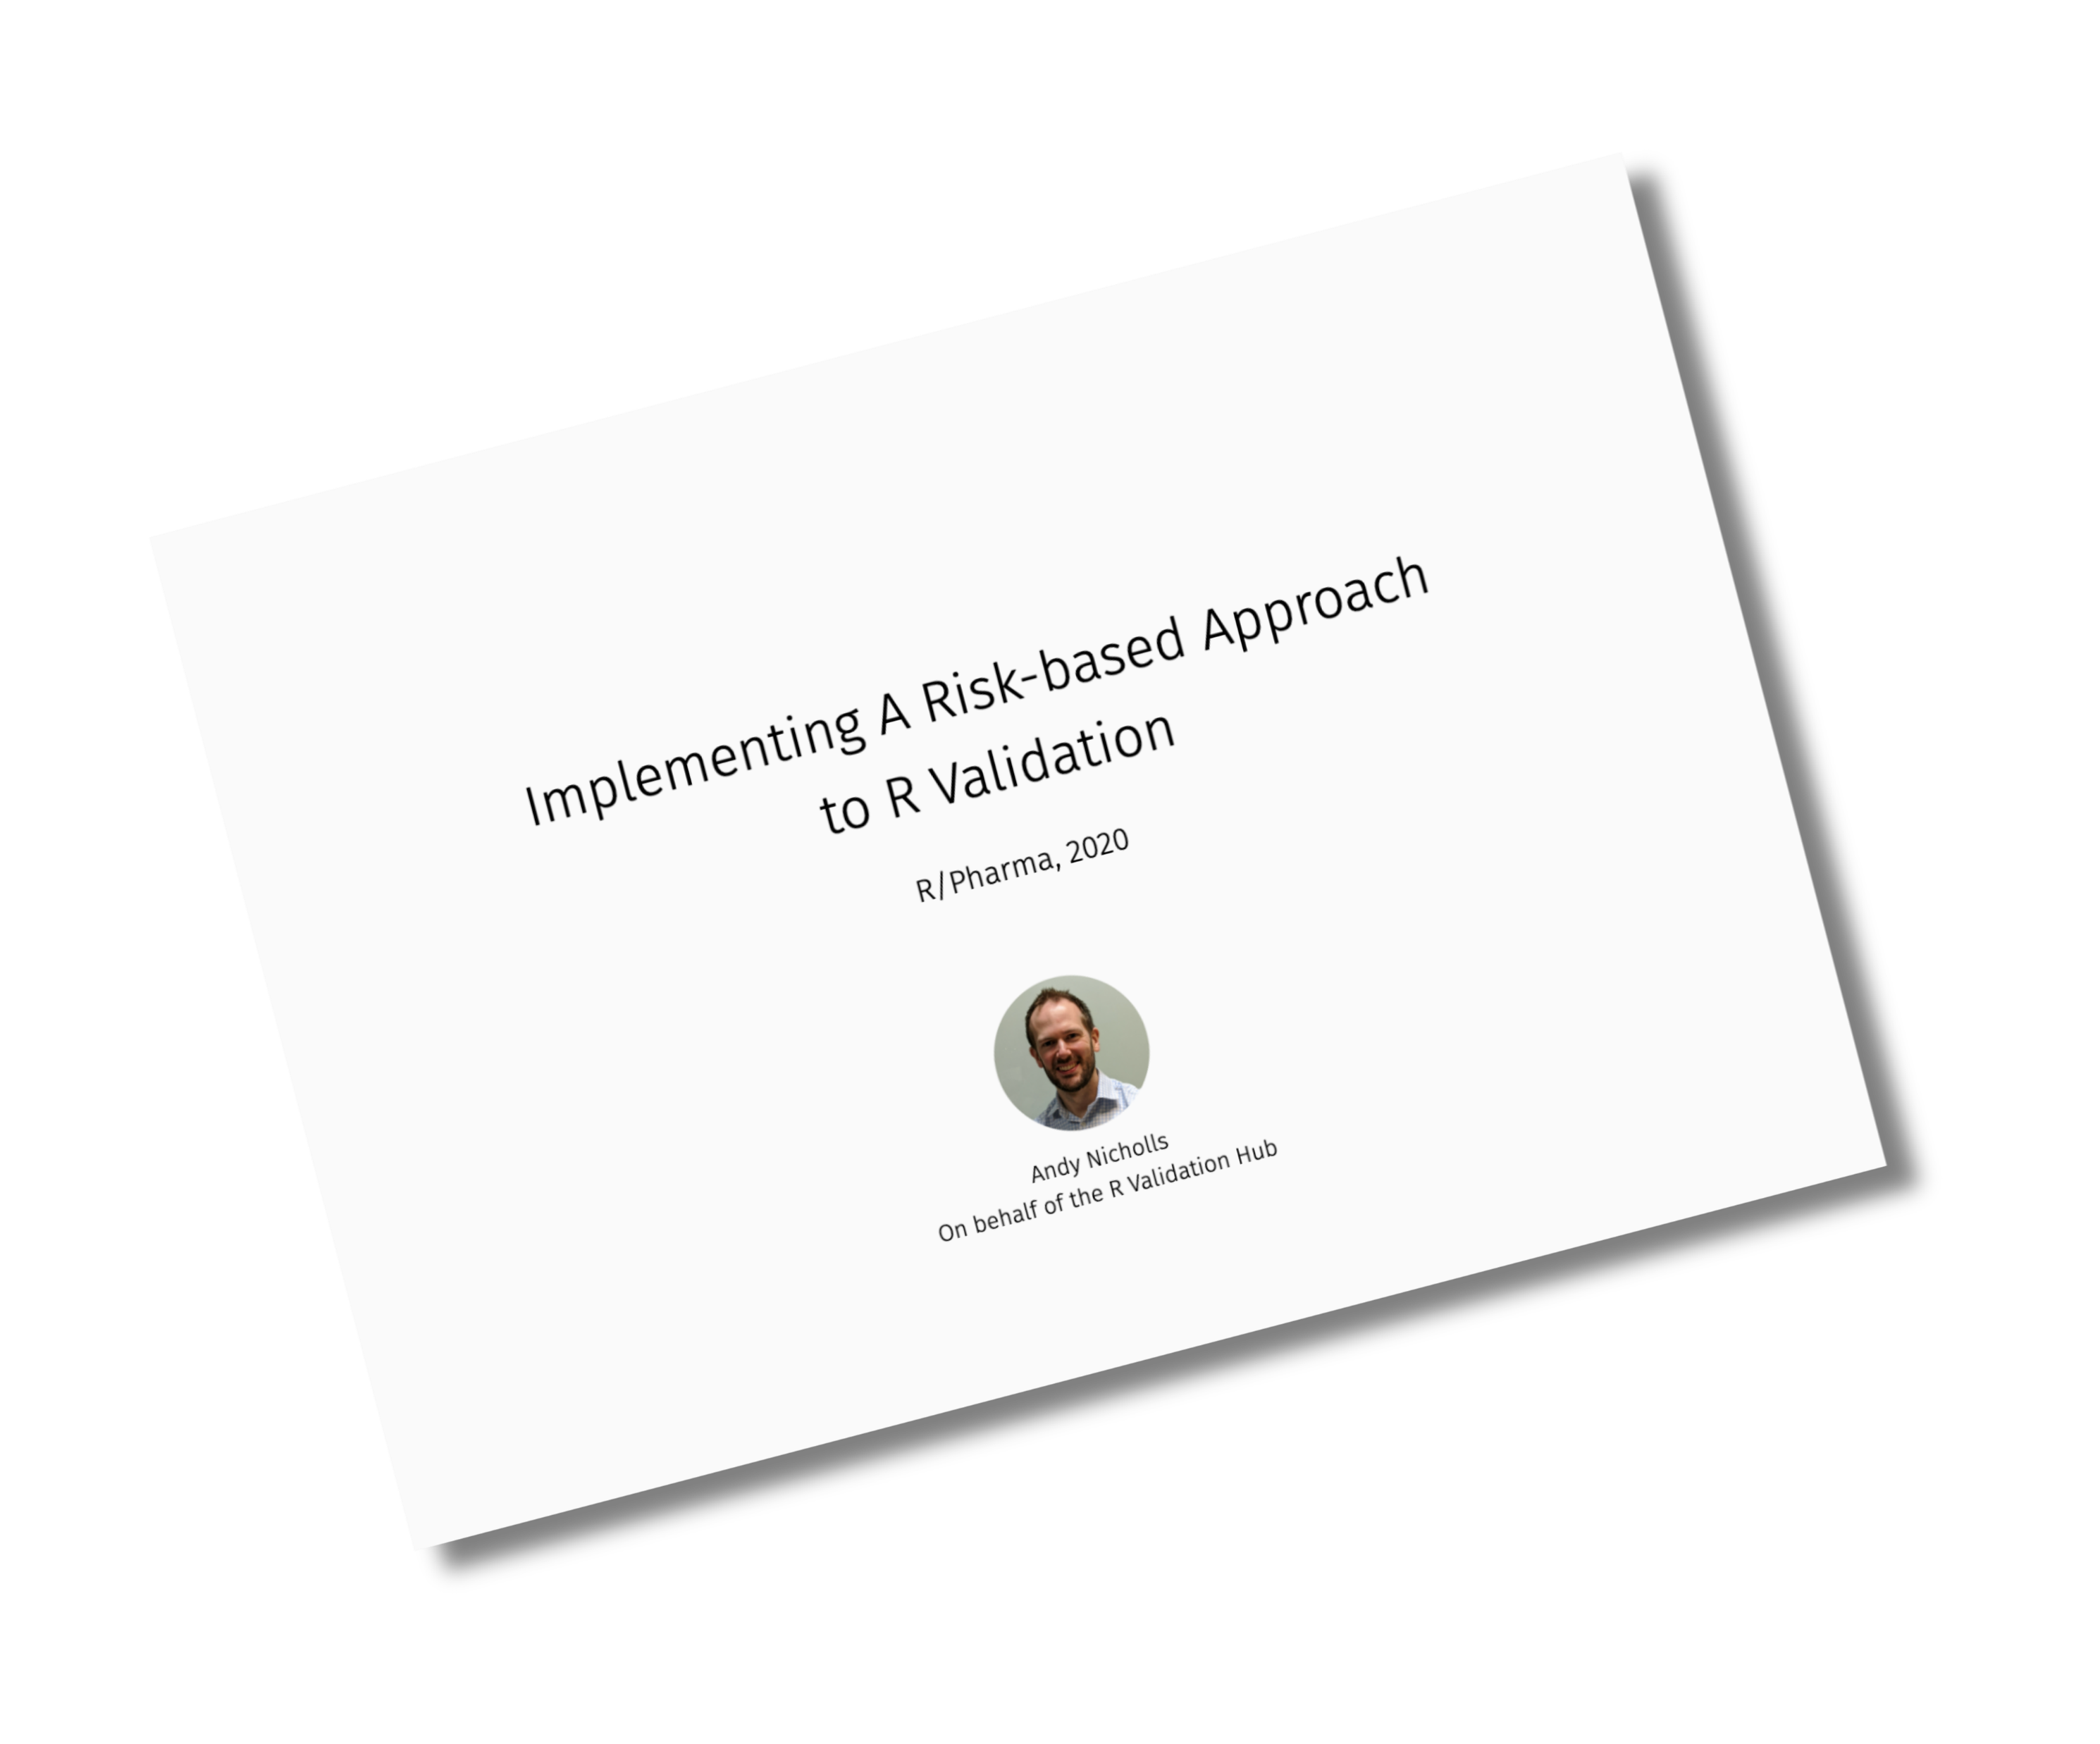 Implementing A Risk-based Approach
to R Validation
R/Pharma, 2020
Andy Nicholls
On behalf of the R Validation Hub